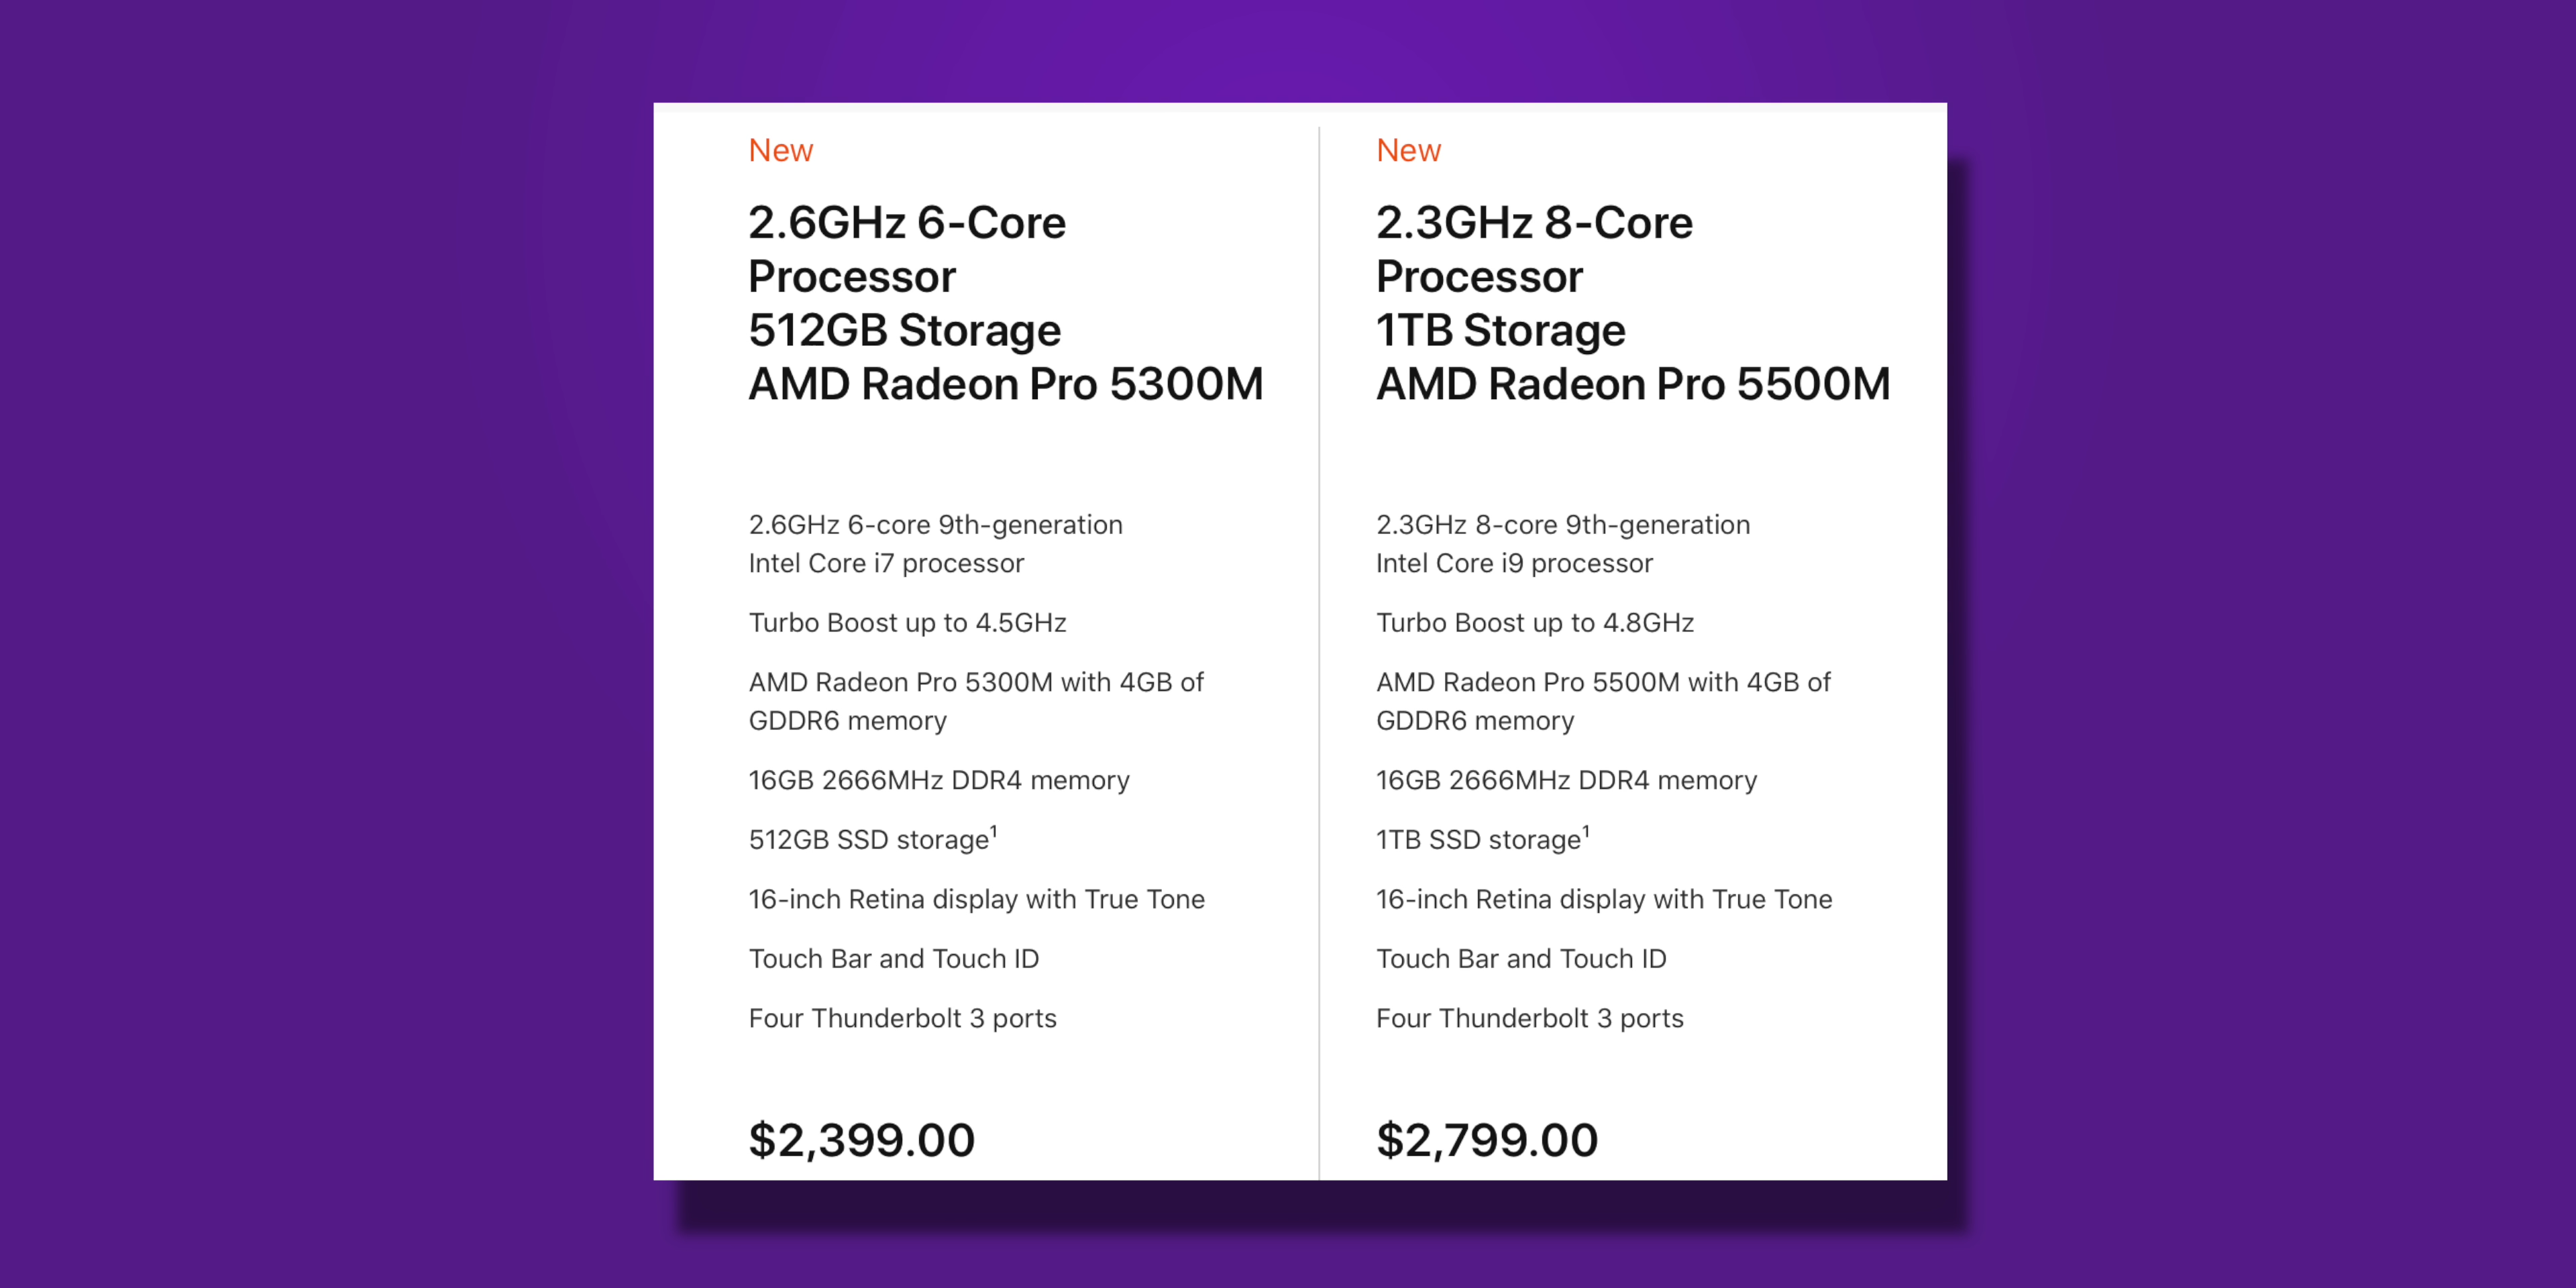 New
2.6GHz 6-Core
Processor
512GB Storage
AMD Radeon Pro 5300M
2.6GHz 6-core 9th-generation
Intel Core i7 processor
Turbo Boost up to 4.5GHz
AMD Radeon Pro 5300M with 4GB of
GDDR6 memory
16GB 2666MHz DDR4 memory
512GB SSD storage¹
16-inch Retina display with True Tone
Touch Bar and Touch ID
Four Thunderbolt 3 ports
$2,399.00
New
2.3GHz 8-Core
Processor
1TB Storage
AMD Radeon Pro 5500M
2.3GHz 8-core 9th-generation
Intel Core i9 processor
Turbo Boost up to 4.8GHz
AMD Radeon Pro 5500M with 4GB of
GDDR6 memory
16GB 2666MHz DDR4 memory
1TB SSD storage¹
16-inch Retina display with True Tone
Touch Bar and Touch ID
Four Thunderbolt 3 ports
$2,799.00